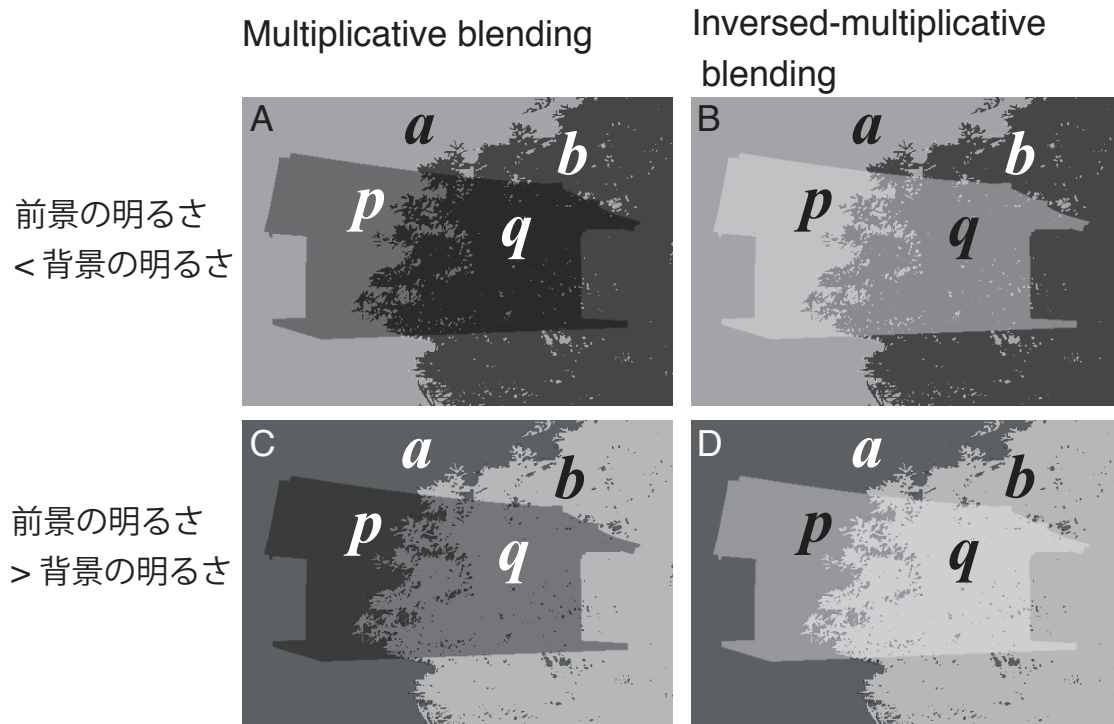 Multiplicative blending
Inversed-multiplicative
blending
前景の明るさ
< 背景の明るさ
A
a
b
p
q
B
a
b
p
q
前景の明るさ
> 背景の明るさ
C
a
b
p
q
D
a
b
p
q